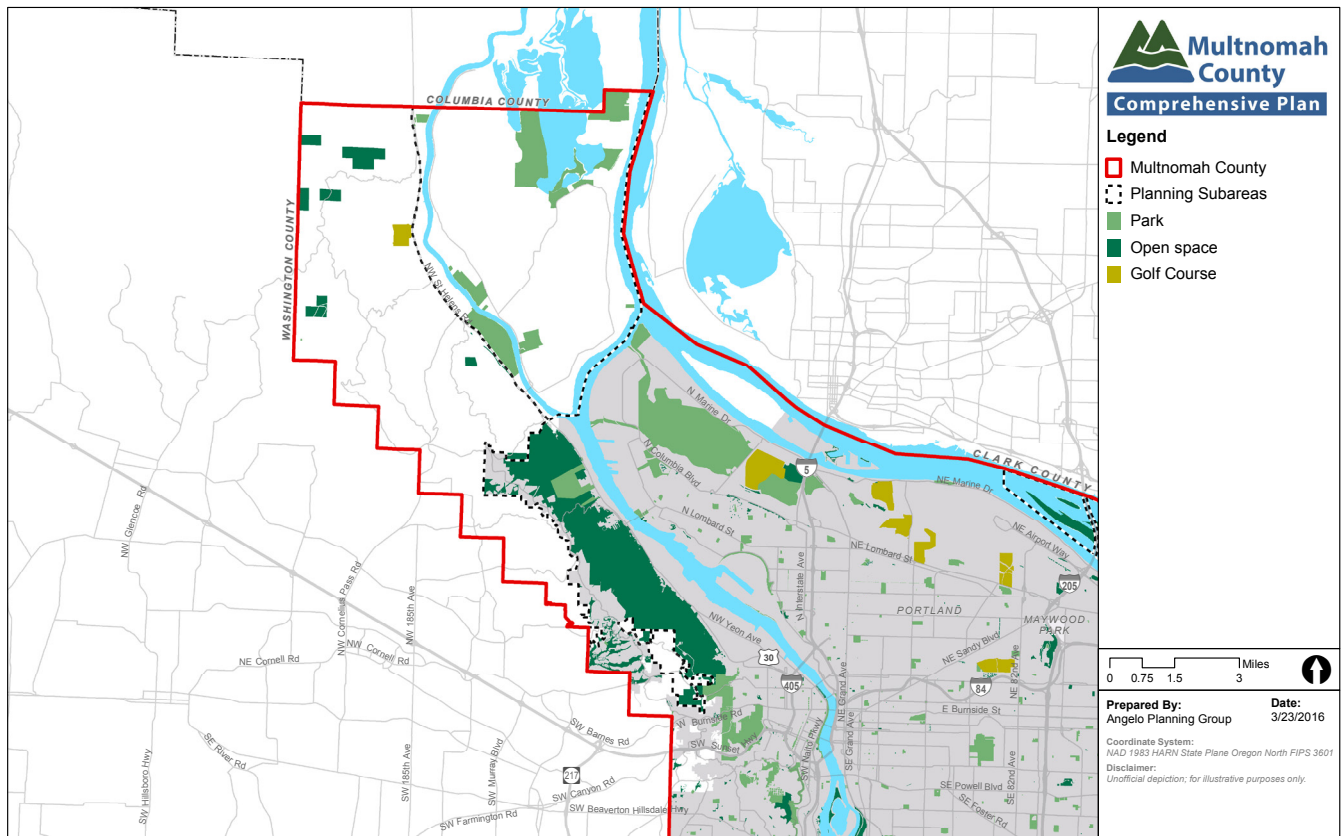 COLUMBIA COUNTY
WASHINGTON COUNTY
NW St Helens
CLARK COUNTY
N Marine Dr
N Columbia Blvd
5
NE Marine Dr
N Lombard St
NE Lombard St
NE Airport Way
205
N Interstate Ave
PORTLAND
MAYWOOD
PARK
NW Yeon Ave
30
405
NE Sandy Blvd
NE 82nd Ave
84
NE Grand Ave
SE Grand Ave
E Burnside St
W Burnside Rd
SW Sunset Hwy
SW Naito Pkwy
SE 82nd Ave
SE Powell Blvd
SE Foster Rd
NW Glencoe Rd
NW Cornelius Pass Rd
NW 185th Ave
NE Cornell Rd
NW Cornell Rd
SE River Rd
SW Hillsboro Hwy
SW 185th Ave
SW Murray Blvd
SW Barnes Rd
217
SW Canyon Rd
SW Beaverton Hillsdale Hwy
SW Farmington Rd
Multnomah
County
Comprehensive Plan
Legend
Multnomah County
Planning Subareas
Park
Open space
Golf Course
0 0.75 1.5 3 Miles
Prepared By:
Angelo Planning Group
Date:
3/23/2016
Coordinate System:
NAD 1983 HARN State Plane Oregon North FIPS 3601
Disclaimer:
Unofficial depiction; for illustrative purposes only.